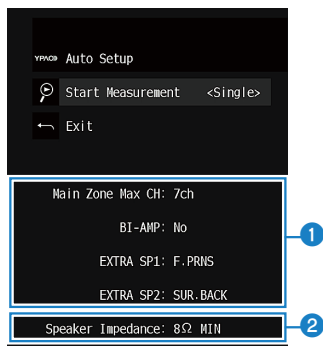 YPAO Auto Setup
Start Measurement <Single>
Exit
Main Zone Max CH: 7ch
BI-AMP: No
EXTRA SP1: F.PRNS
EXTRA SP2: SUR.BACK
1
Speaker Impedance: 8Ω MIN
2